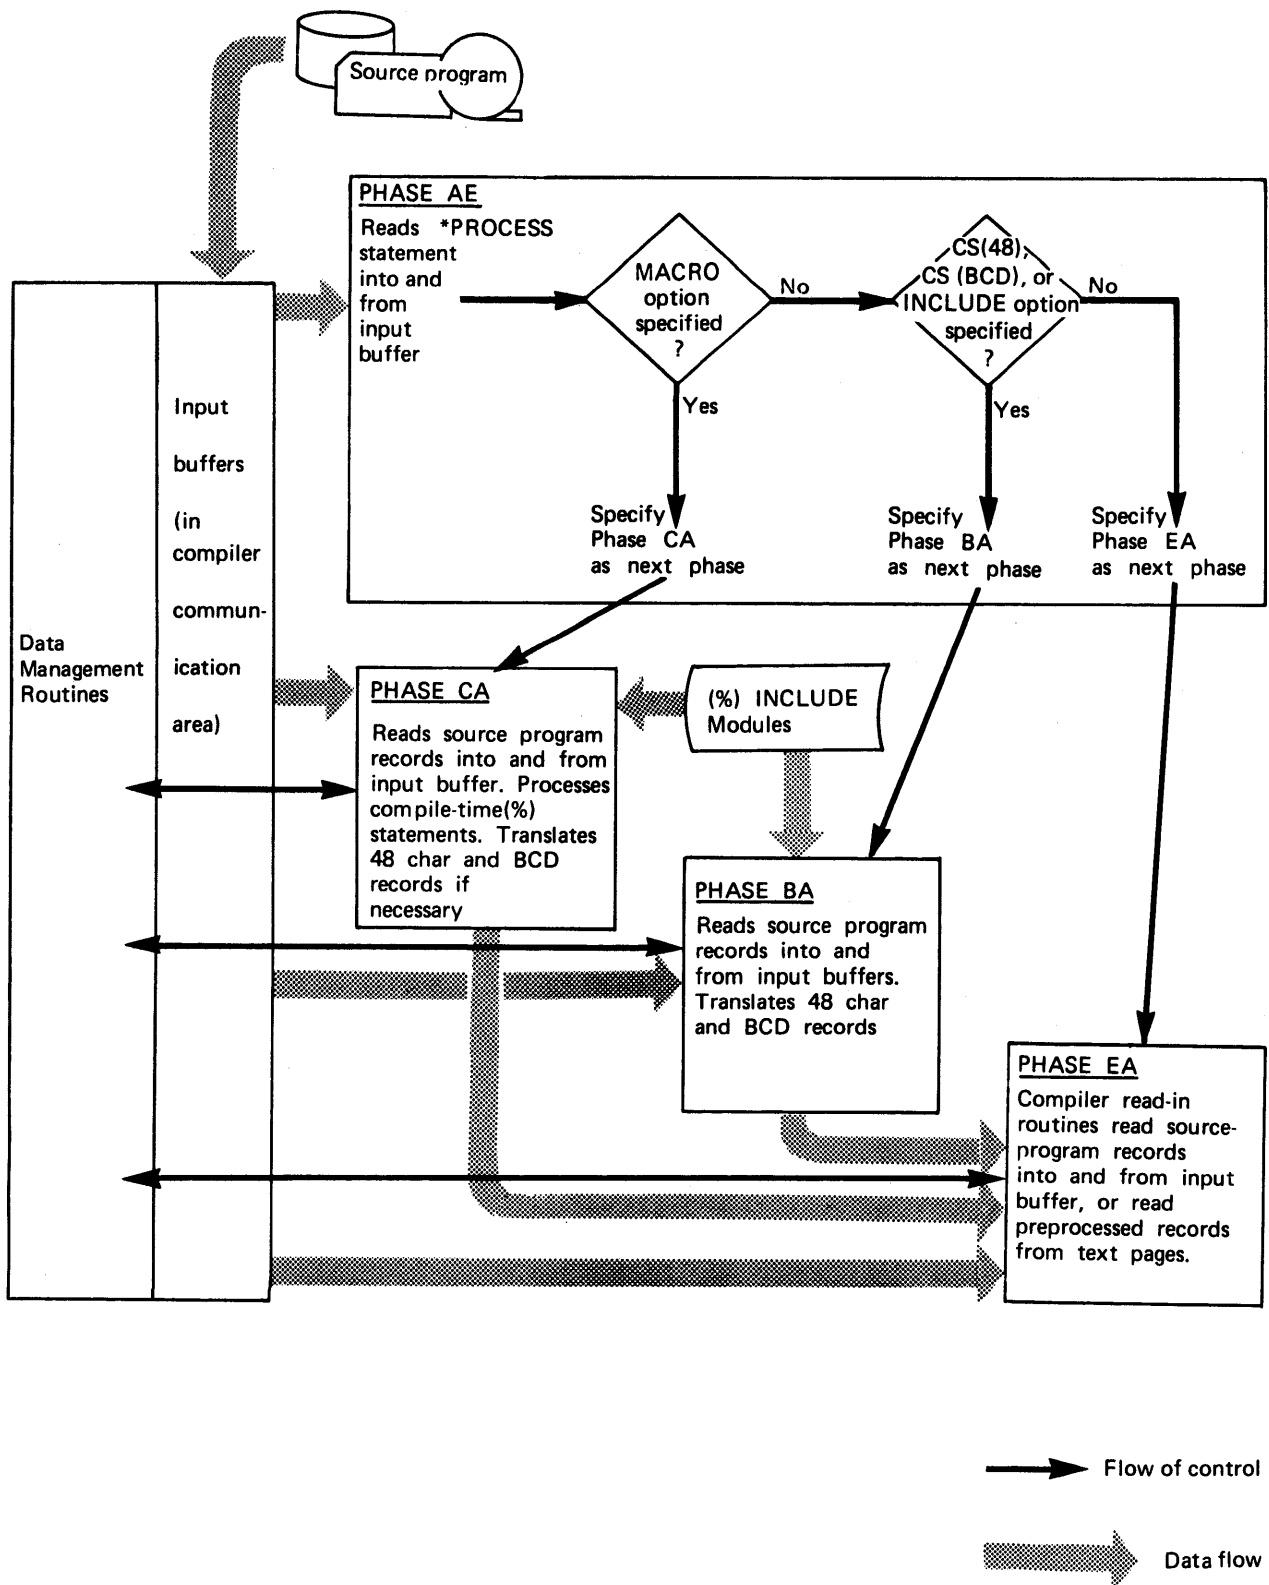 Source program
PHASE AE
Reads *PROCESS
statement
into and
from
input
buffer
MACRO
option
specified
?
No
Yes
CS(48),
CS (BCD), or
INCLUDE option
specified
?
No
Yes
Specify
Phase CA
as next phase
Specify
Phase BA
as next phase
Specify
Phase EA
as next phase
Data
Management
Routines
Input
buffers
(in
compiler
commun-
ication
area)
PHASE CA
Reads source program
records into and from
input buffer. Processes
compile-time(%)
statements. Translates
48 char and BCD
records if
necessary
(%) INCLUDE
Modules
PHASE BA
Reads source program
records into and
from input buffers.
Translates 48 char
and BCD records
PHASE EA
Compiler read-in
routines read source-
program records
into and from input
buffer, or read
preprocessed records
from text pages.
Flow of control
Data flow